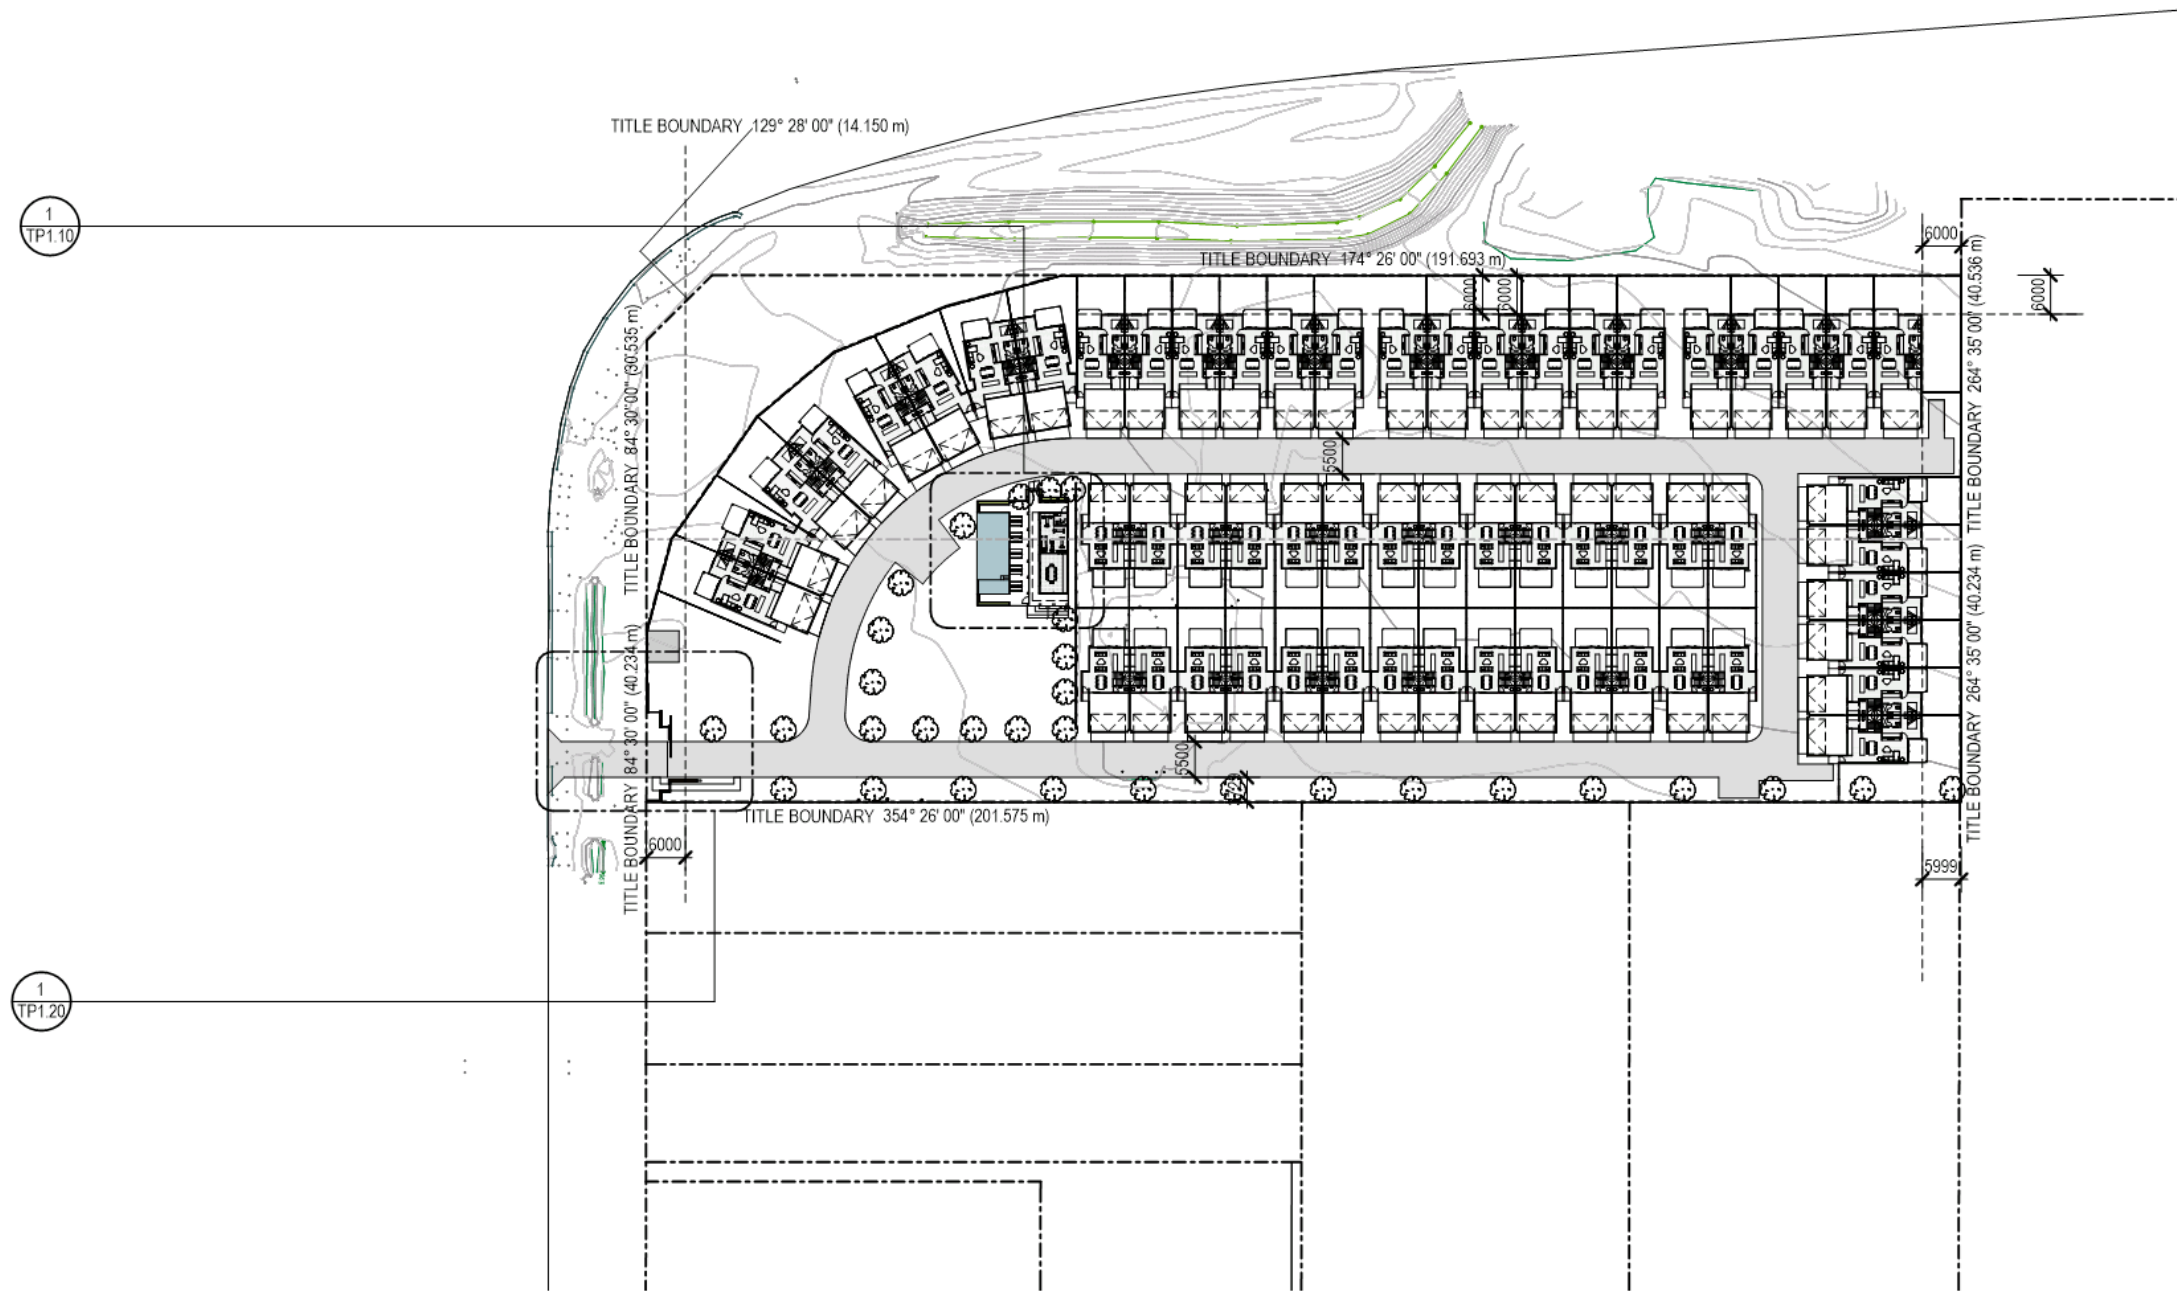 TITLE BOUNDARY 129° 28' 00" (14.150 m)
1
TP1.10
6000
TITLE BOUNDARY 174° 26' 00" (191.693 m)
6000
6000
6000
TITLE BOUNDARY 84° 30' 00" (30.535 m)
TITLE BOUNDARY 264° 35' 00" (40.536 m)
5500
TITLE BOUNDARY 84° 30' 00" (40.234 m)
TITLE BOUNDARY 264° 35' 00" (40.234 m)
5500
TITLE BOUNDARY 354° 26' 00" (201.575 m)
6000
5999
1
TP1.20